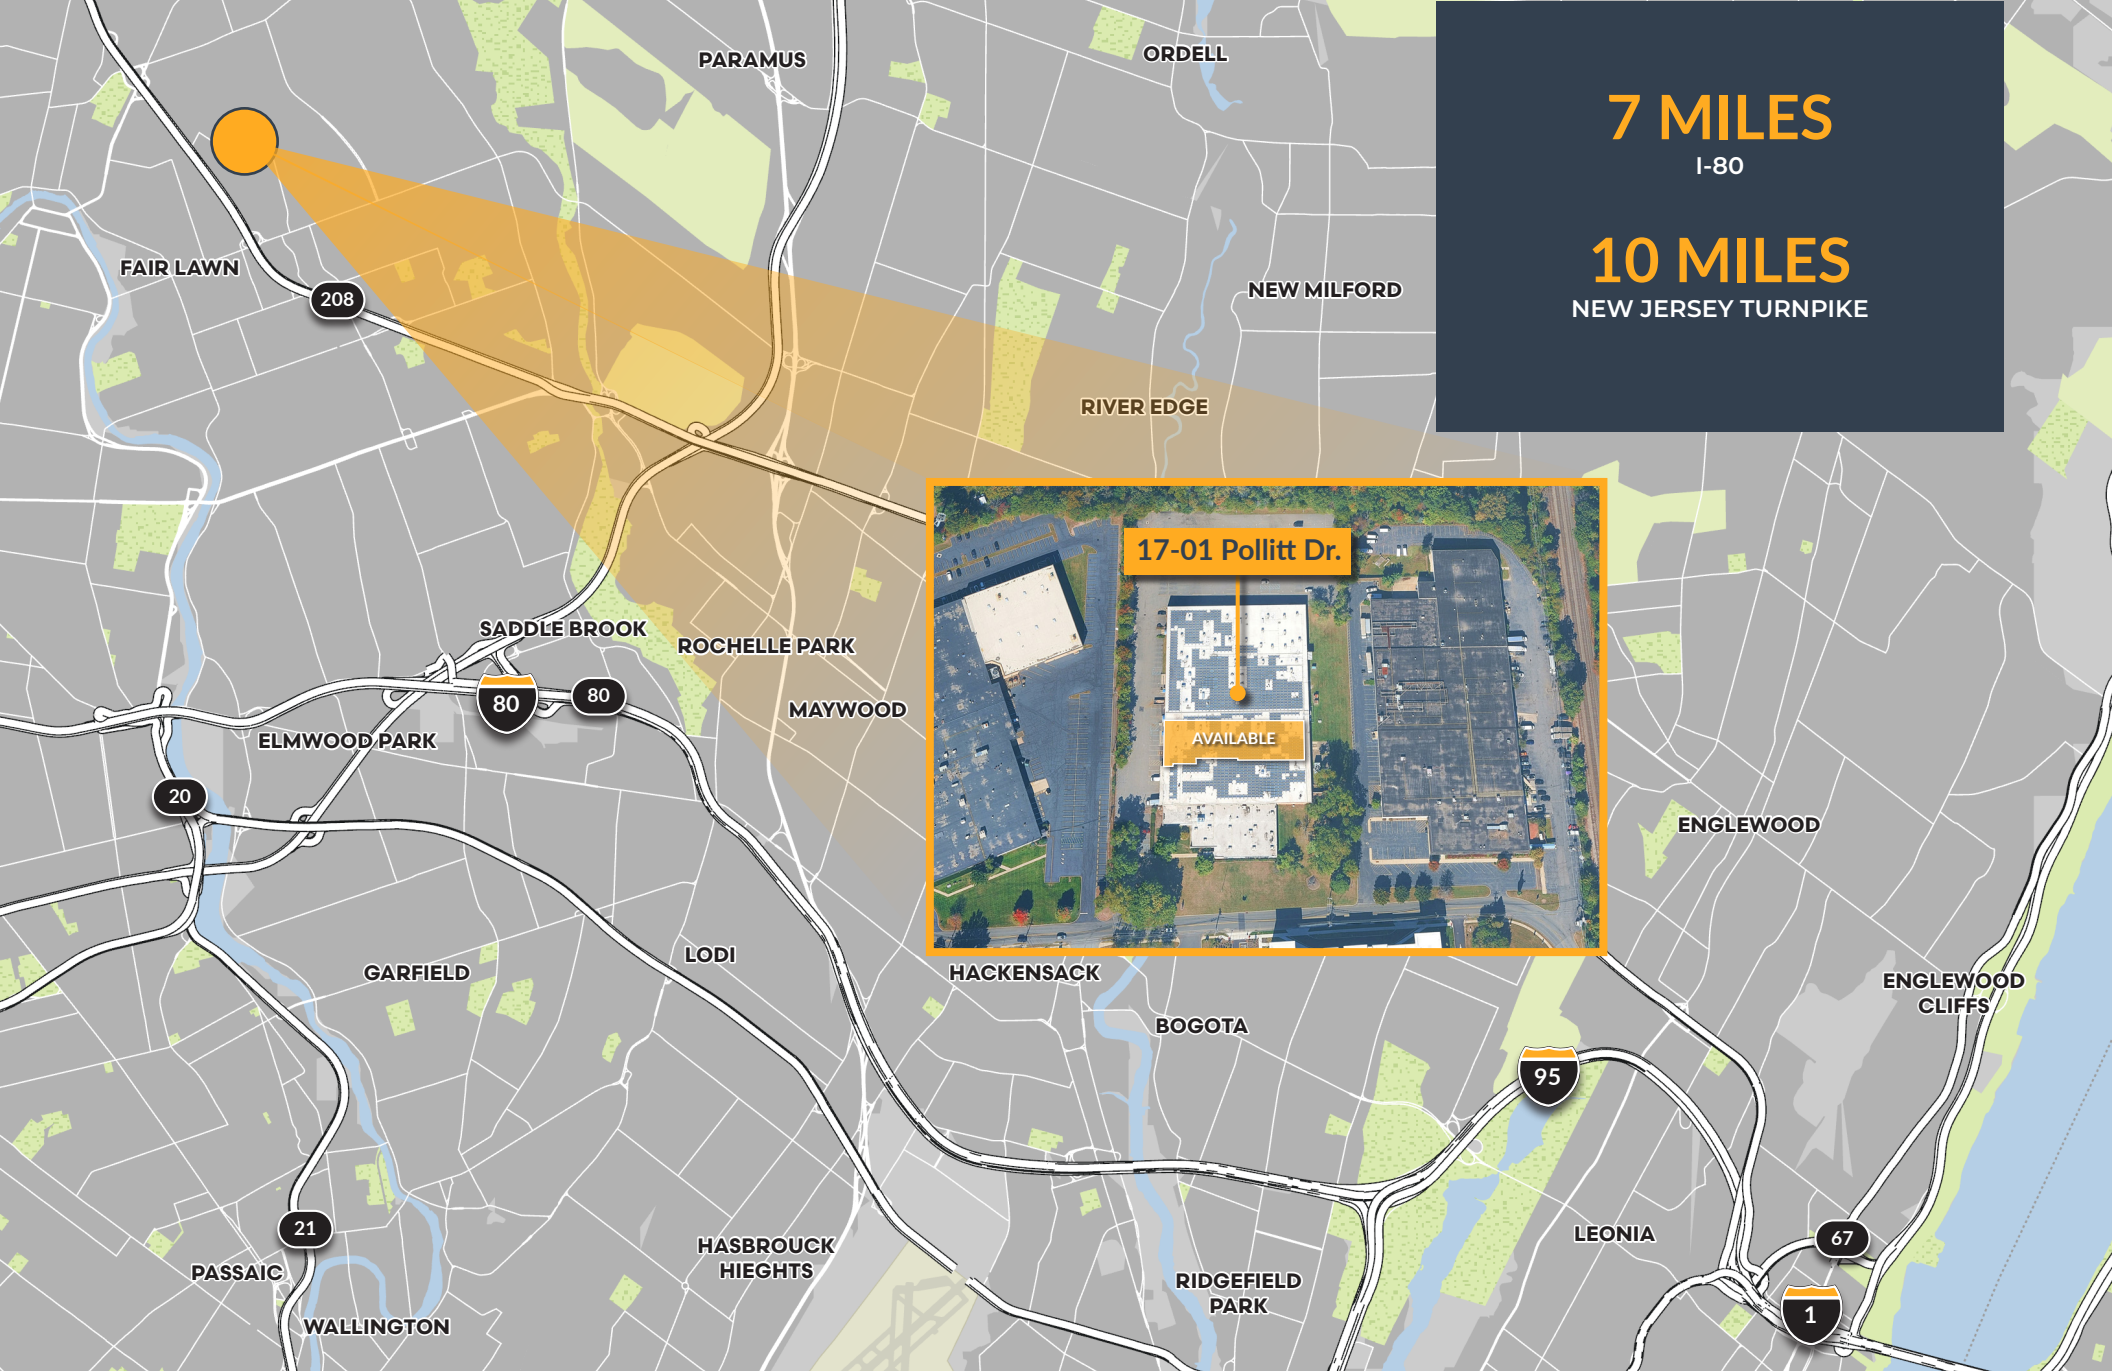 PARAMUS
ORDELL
7 MILES
I-80
10 MILES
NEW JERSEY TURNPIKE
FAIR LAWN
208
NEW MILFORD
RIVER EDGE
17-01 Pollitt Dr.
AVAILABLE
SADDLE BROOK
ROCHELLE PARK
80
80
MAYWOOD
ELMWOOD PARK
20
ENGLEWOOD
LODI
GARFIELD
HACKENSACK
ENGLEWOOD
CLIFFS
BOGOTA
95
21
LEONIA
67
HASBROUCK
HIEGHTS
PASSAIC
RIDGEFIELD
PARK
1
WALLINGTON